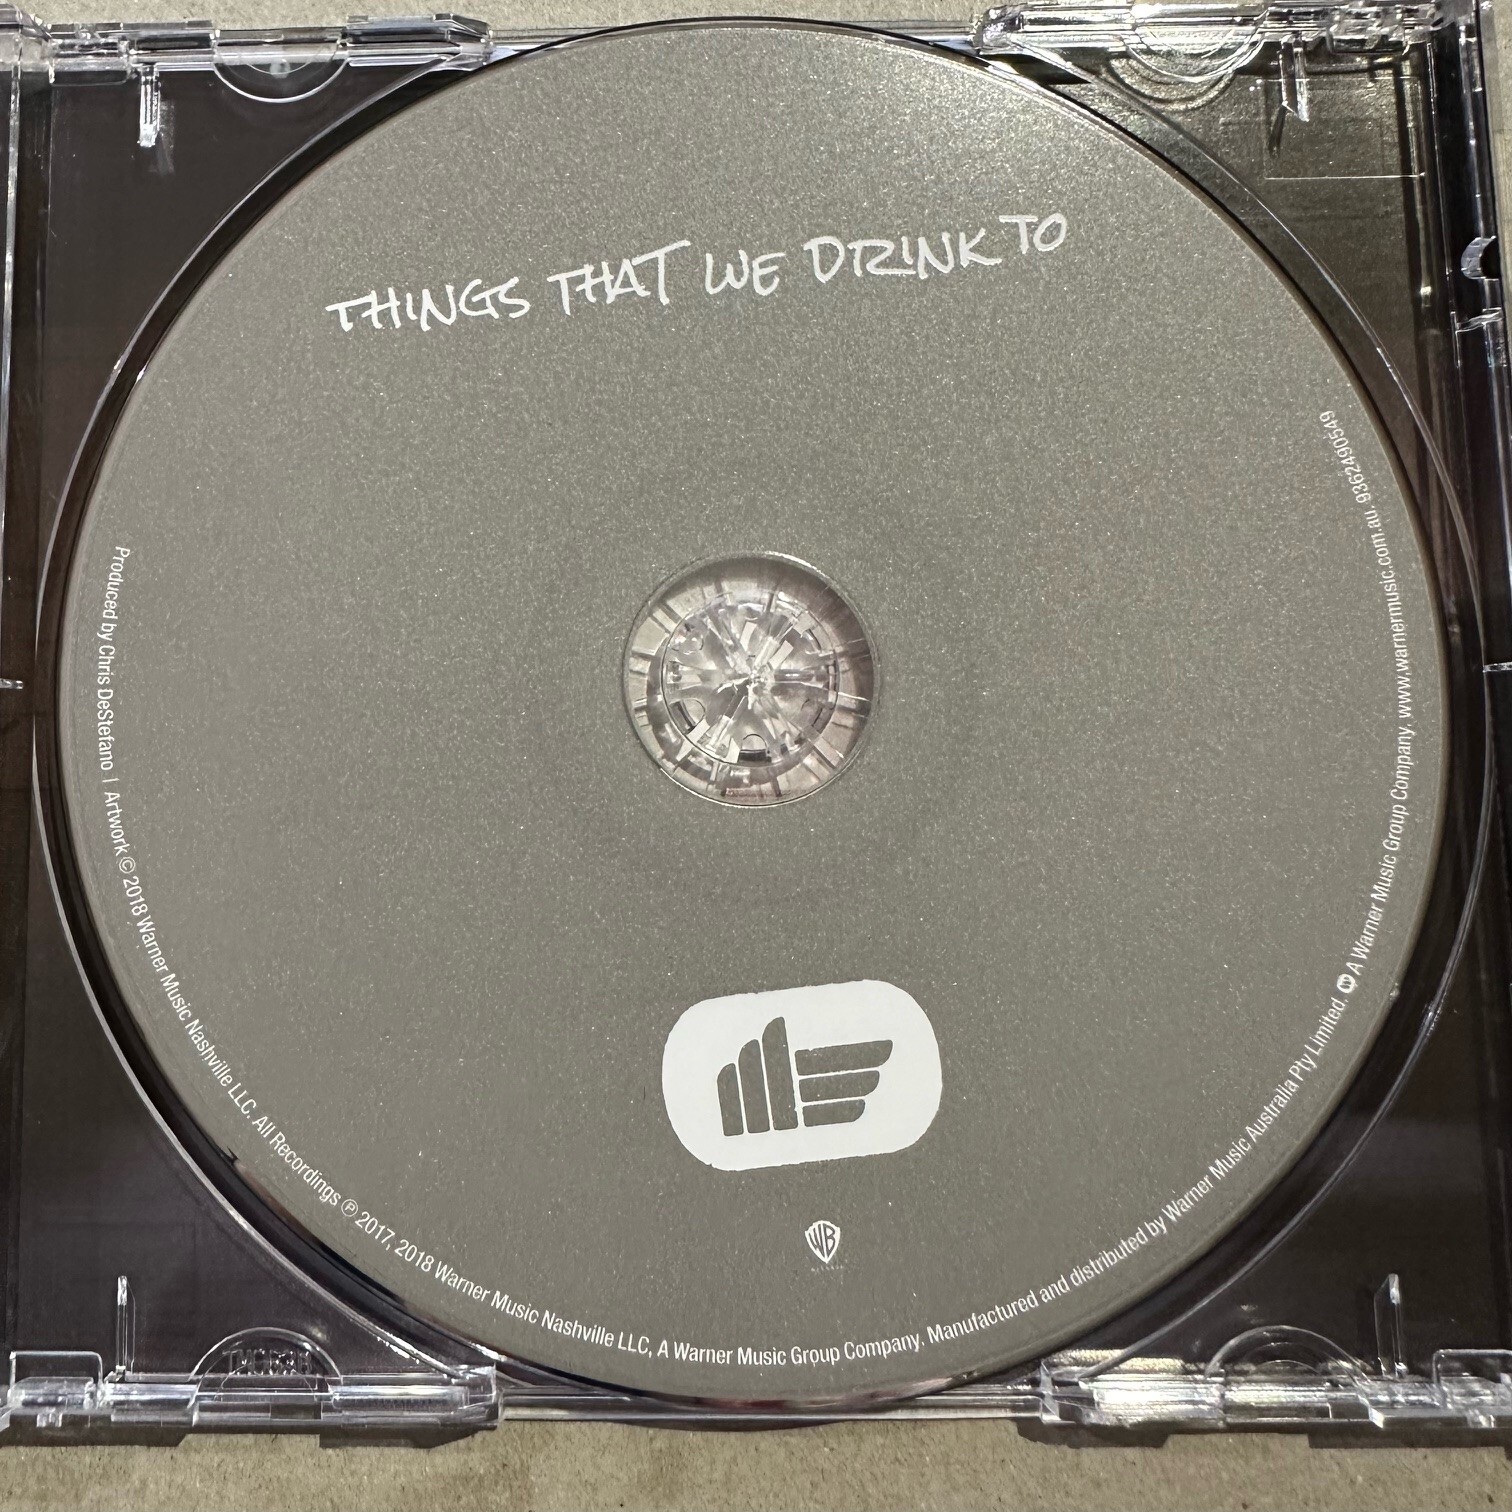 THINGS THAT WE DRINK TO
Produced by Chris DeStefano | Artwork © 2018 Warner Music Nashville LLC. All Recordings ℗ 2017, 2018 Warner Music Nashville LLC, A Warner Music Group Company. Manufactured and distributed by Warner Music Australia Pty Limited. A Warner Music Group Company. www.warnermusic.com.au. 9362490549
WB